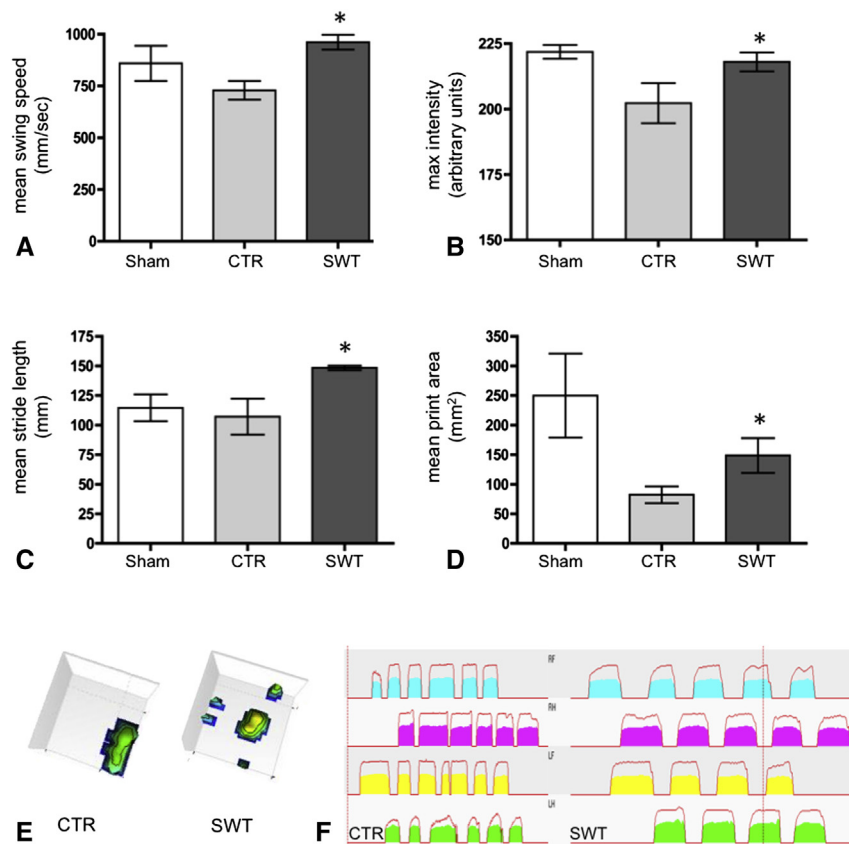 mean swing speed
(mm/sec)
1000
750
500
250
0
*
Sham CTR SWT
A
max intensity
(arbitrary units)
225
200
175
150
*
Sham CTR SWT
B
mean stride length
(mm)
175
150
125
100
75
50
25
0
*
Sham CTR SWT
C
mean print area
(mm²)
350
300
250
200
150
100
50
0
*
Sham CTR SWT
D
E
CTR SWT
RF
RH
LF
LH
F
CTR SWT